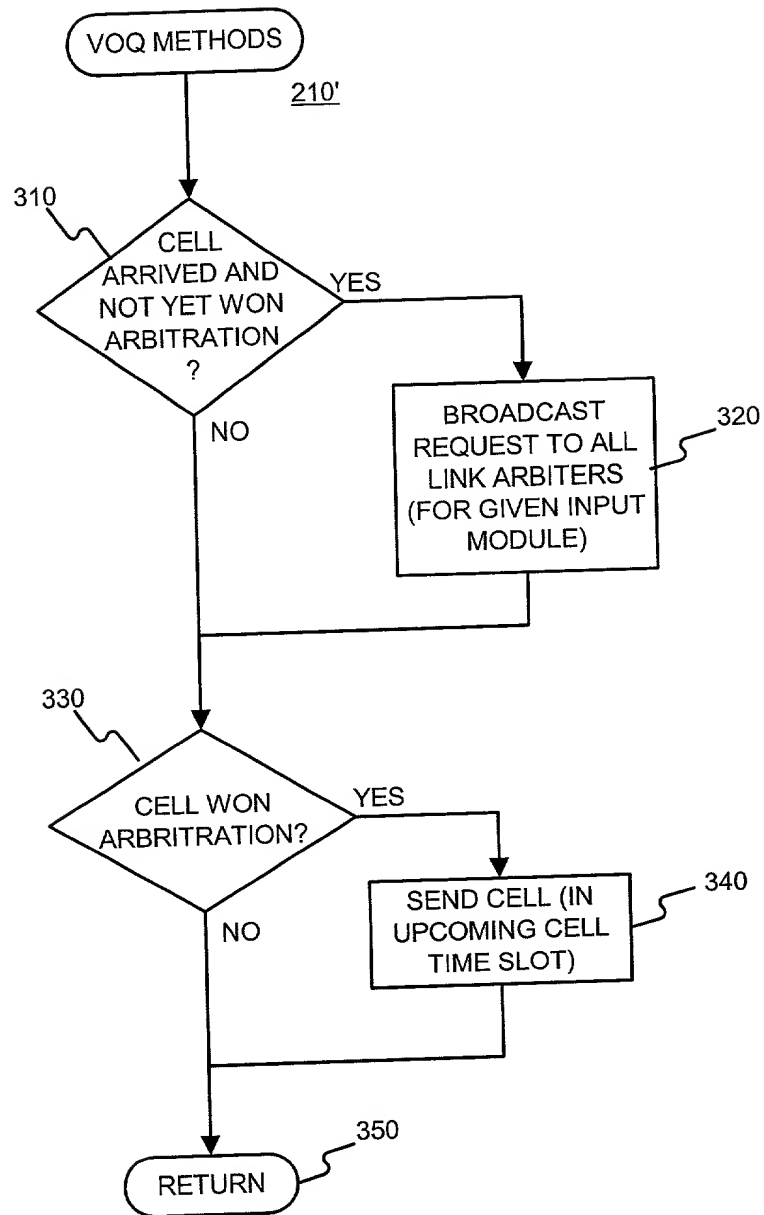 VOQ METHODS
210'
310
CELL
ARRIVED AND
NOT YET WON
ARBITRATION
?
YES
NO
BROADCAST
REQUEST TO ALL
LINK ARBITERS
(FOR GIVEN INPUT
MODULE)
320
330
CELL WON
ARBRITRATION?
YES
NO
SEND CELL (IN
UPCOMING CELL
TIME SLOT)
340
350
RETURN